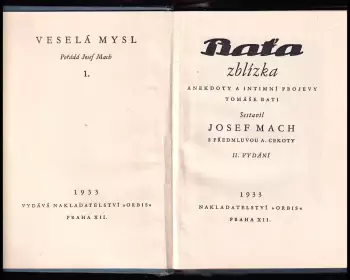 VESELÁ MYSL
Pořádá Josef Mach
1.
1933
VYDÁVÁ NAKLADATELSTVÍ »ORBIS«
PRAHA XII.
Baťa
zblízka
ANEKDOTY A INTIMNÍ PROJEVY
TOMÁŠE BATI
Sestavil
JOSEF MACH
S PŘEDMLUVOU A. CEKOTY
II. VYDÁNÍ
1933
NAKLADATELSTVÍ »ORBIS«
PRAHA XII.